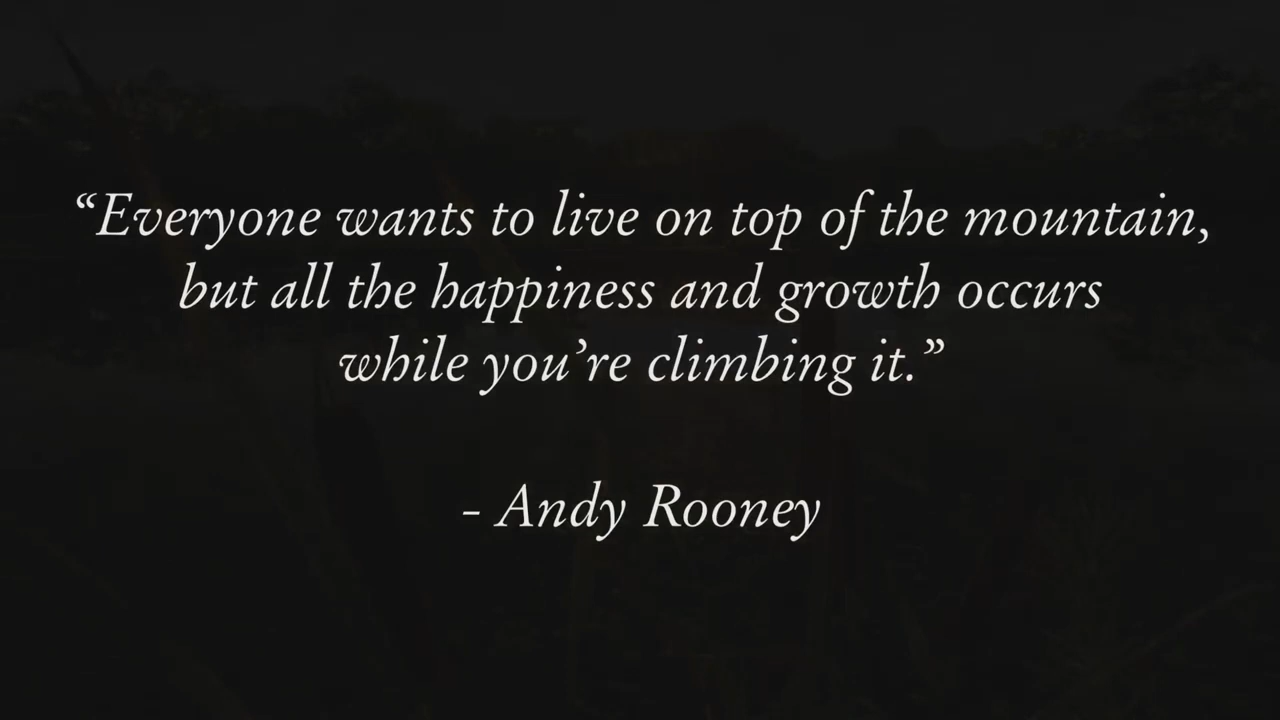 “Everyone wants to live on top of the mountain,
but all the happiness and growth occurs
while you’re climbing it.”
- Andy Rooney